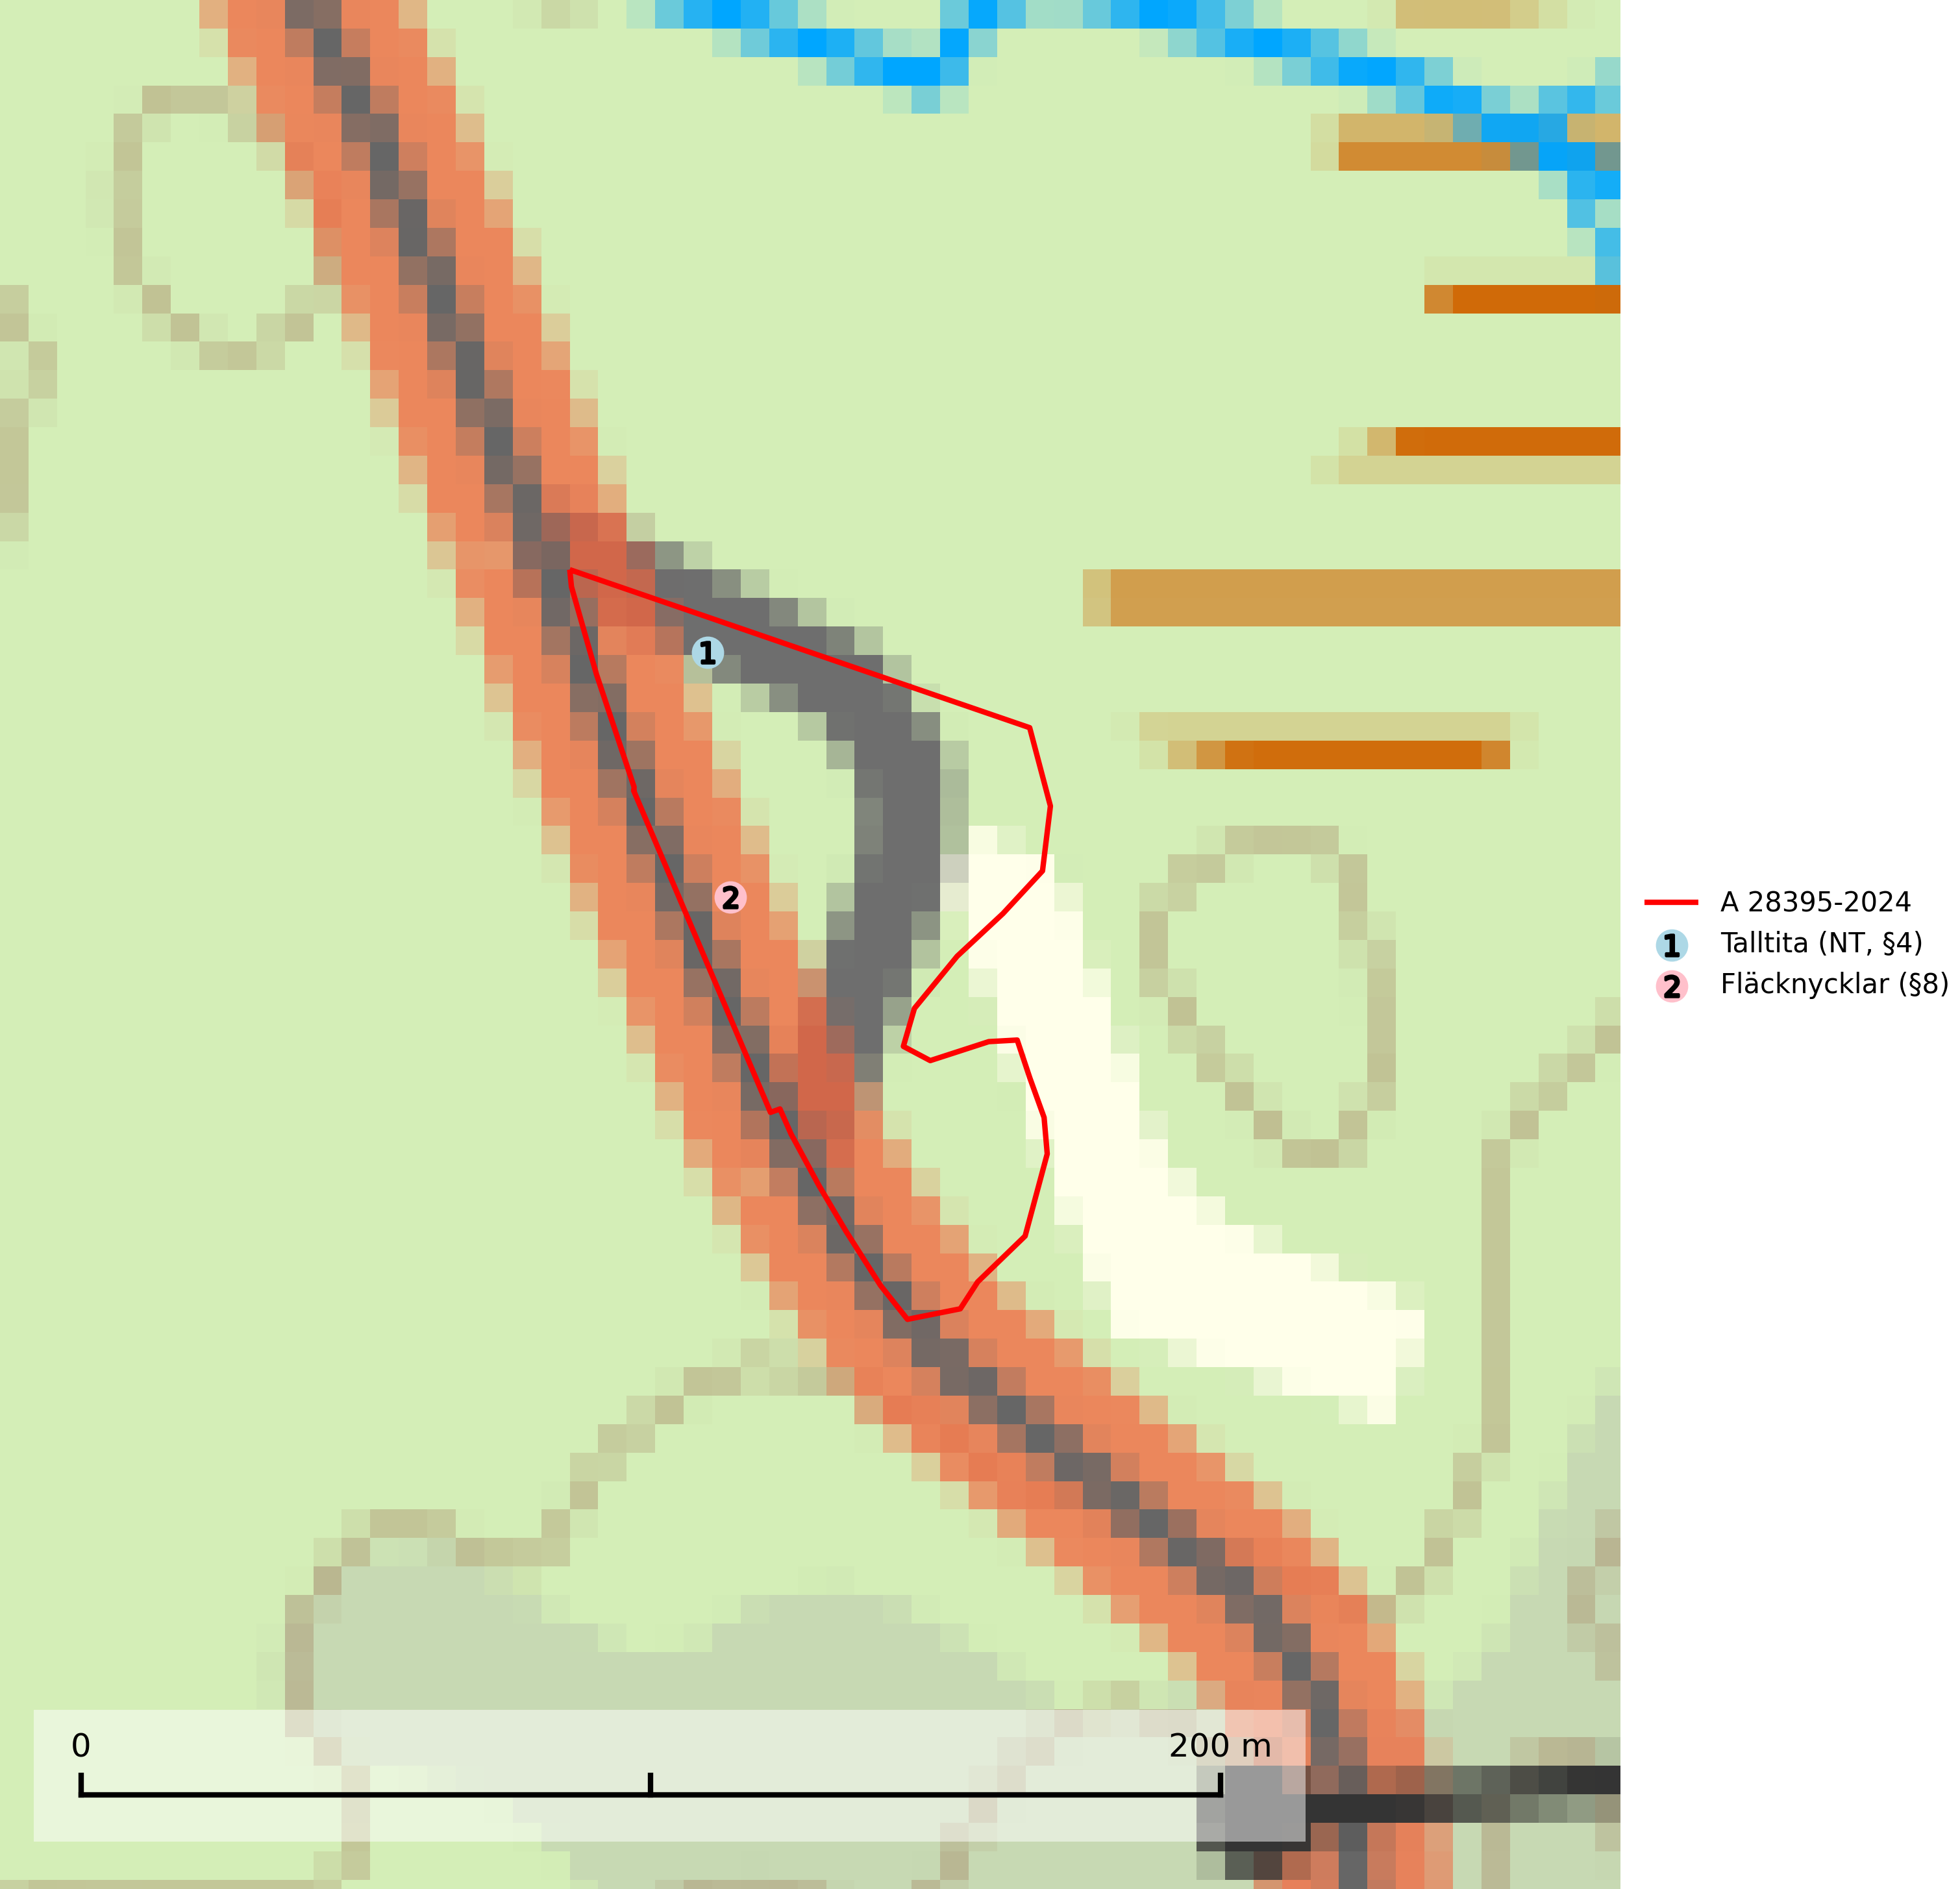 1
2
A 28395-2024
1 Talltita (NT, §4)
2 Fläcknycklar (§8)
0 200 m